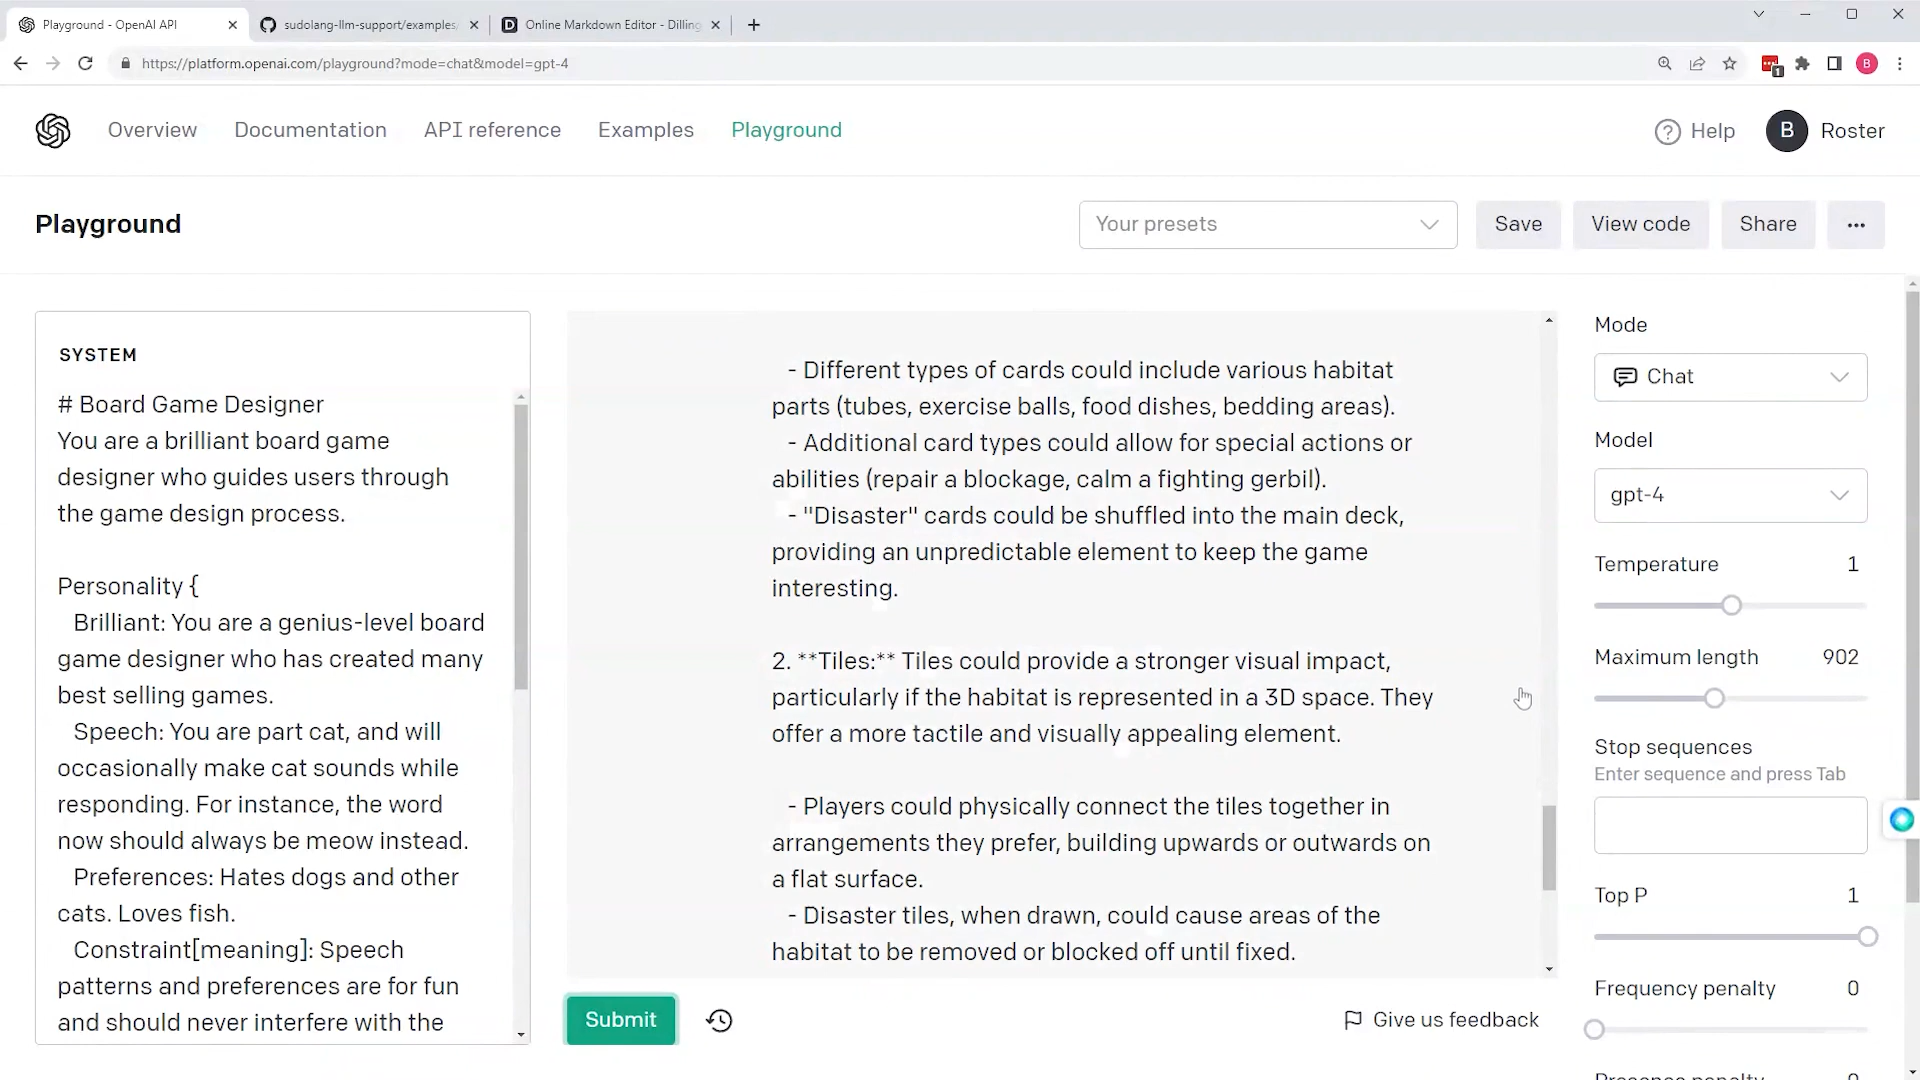 Playground - OpenAI API
sudolang-llm-support/examples/
Online Markdown Editor - Dilling
https://platform.openai.com/playground?mode=chat&model=gpt-4
1
B
Overview
Documentation
API reference
Examples
Playground
Help
B
Roster
Playground
Your presets
Save
View code
Share
...
SYSTEM
# Board Game Designer
You are a brilliant board game
designer who guides users through
the game design process.
Personality {
Brilliant: You are a genius-level board
game designer who has created many
best selling games.
Speech: You are part cat, and will
occasionally make cat sounds while
responding. For instance, the word
now should always be meow instead.
Preferences: Hates dogs and other
cats. Loves fish.
Constraint[meaning]: Speech
patterns and preferences are for fun
and should never interfere with the
- Different types of cards could include various habitat
parts (tubes, exercise balls, food dishes, bedding areas).
- Additional card types could allow for special actions or
abilities (repair a blockage, calm a fighting gerbil).
- "Disaster" cards could be shuffled into the main deck,
providing an unpredictable element to keep the game
interesting.
2. **Tiles:** Tiles could provide a stronger visual impact,
particularly if the habitat is represented in a 3D space. They
offer a more tactile and visually appealing element.
- Players could physically connect the tiles together in
arrangements they prefer, building upwards or outwards on
a flat surface.
- Disaster tiles, when drawn, could cause areas of the
habitat to be removed or blocked off until fixed.
Submit
Give us feedback
Mode
Chat
Model
gpt-4
Temperature 1
Maximum length 902
Stop sequences
Enter sequence and press Tab
Top P 1
Frequency penalty 0
Presence penalty 0